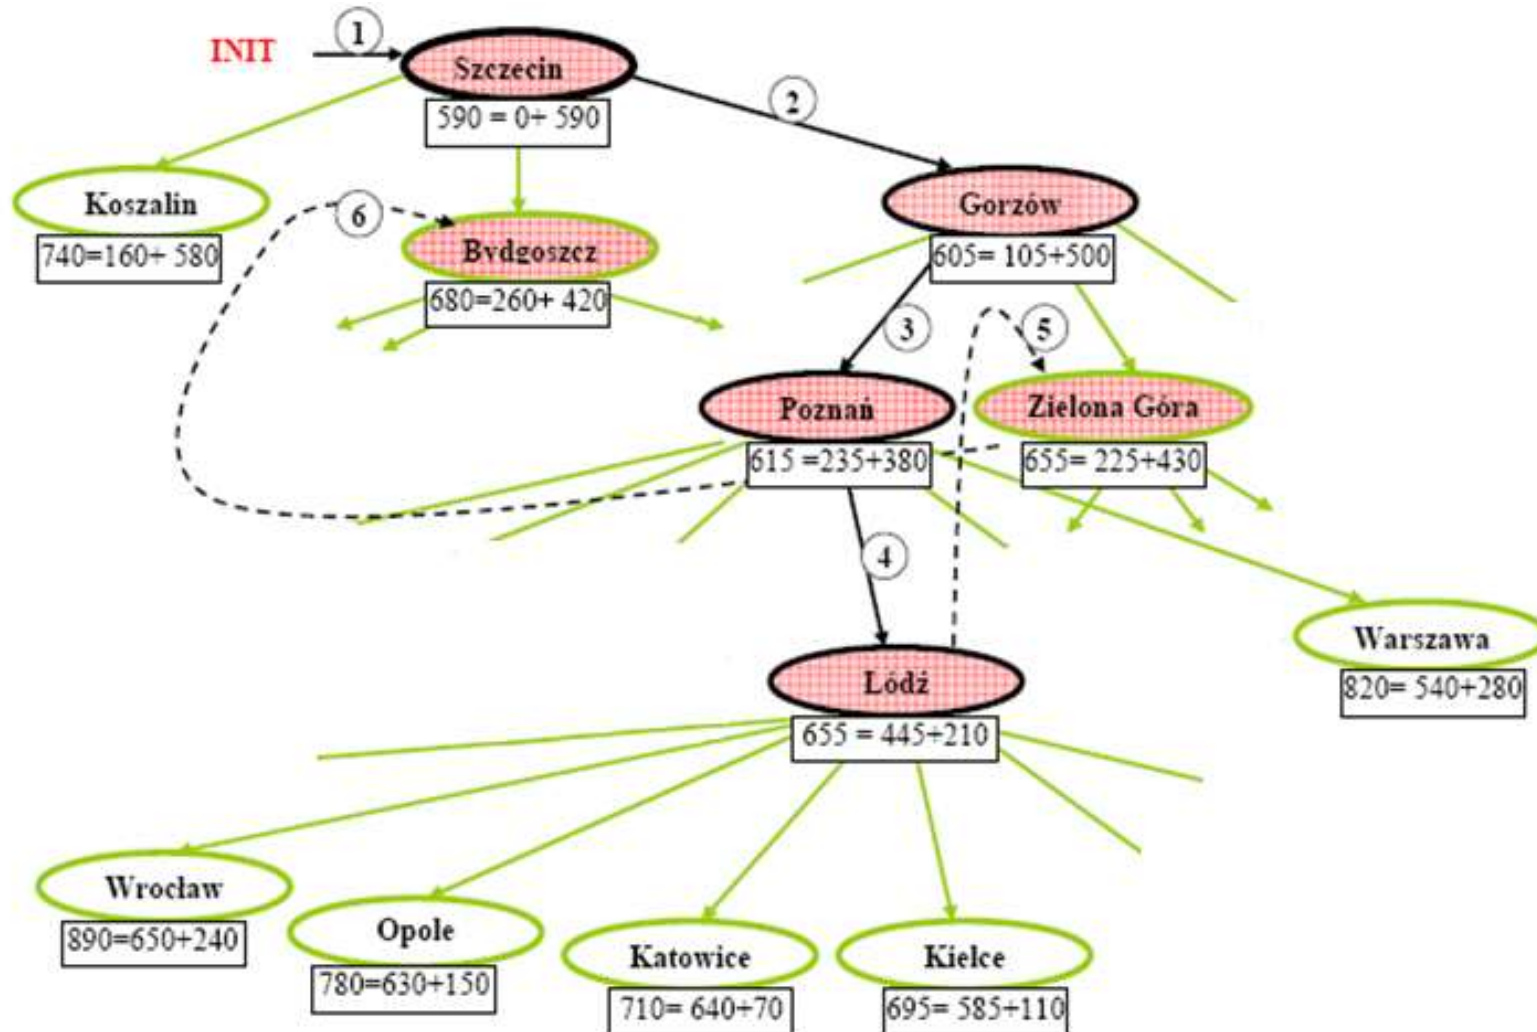 INIT
1
Szczecin
590 = 0+ 590
2
Koszalin
740=160+ 580
6
Bydgoszcz
680=260+ 420
Gorzów
605= 105+500
3
5
Poznań
615 =235+380
Zielona Góra
655= 225+430
4
Warszawa
820= 540+280
Łódź
655 = 445+210
Wrocław
890=650+240
Opole
780=630+150
Katowice
710= 640+70
Kielce
695= 585+110